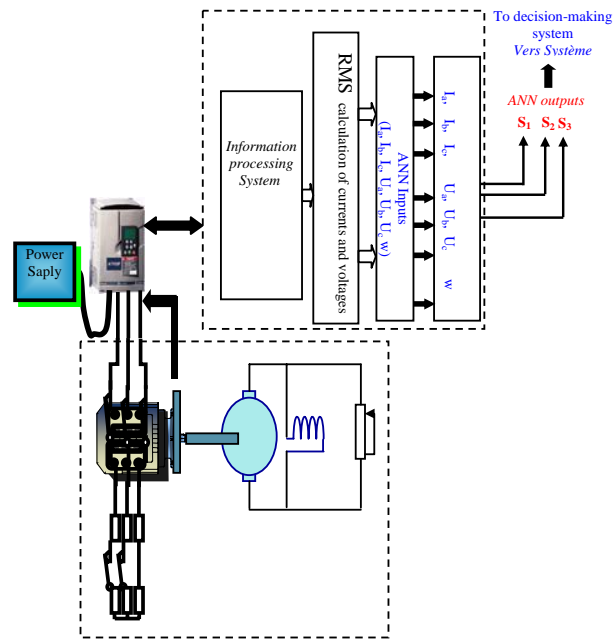 To decision-making
system
Vers Système
ANN outputs
S1 S2 S3
Information
processing
System
RMS
calculation of currents and voltages
ANN Inputs
(Ia, Ib, Ic, Ua, Ub, Uc w)
Ia, Ib, Ic, Ua, Ub, Uc w
Power
Saply